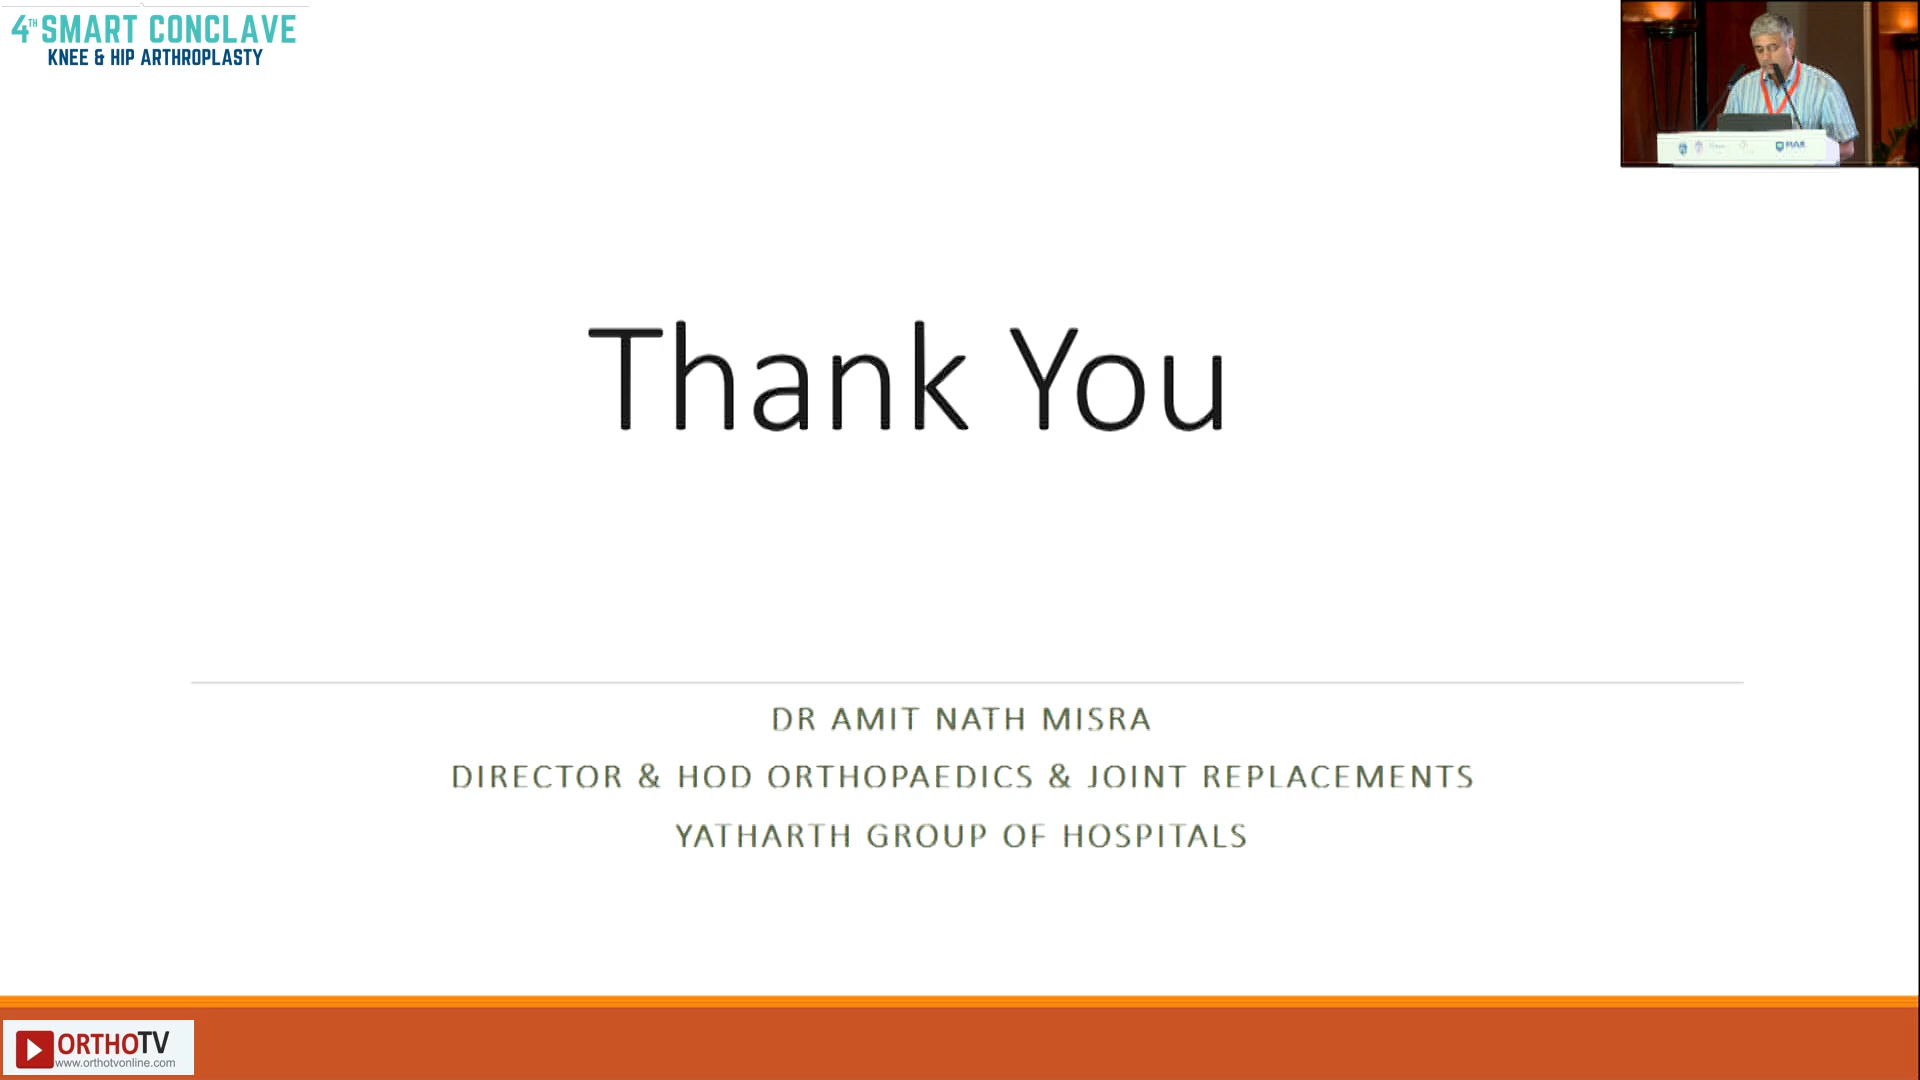 4TH SMART CONCLAVE
KNEE & HIP ARTHROPLASTY
Thank You
DR AMIT NATH MISRA
DIRECTOR & HOD ORTHOPAEDICS & JOINT REPLACEMENTS
YATHARTH GROUP OF HOSPITALS
ORTHOTV
www.orthotvonline.com